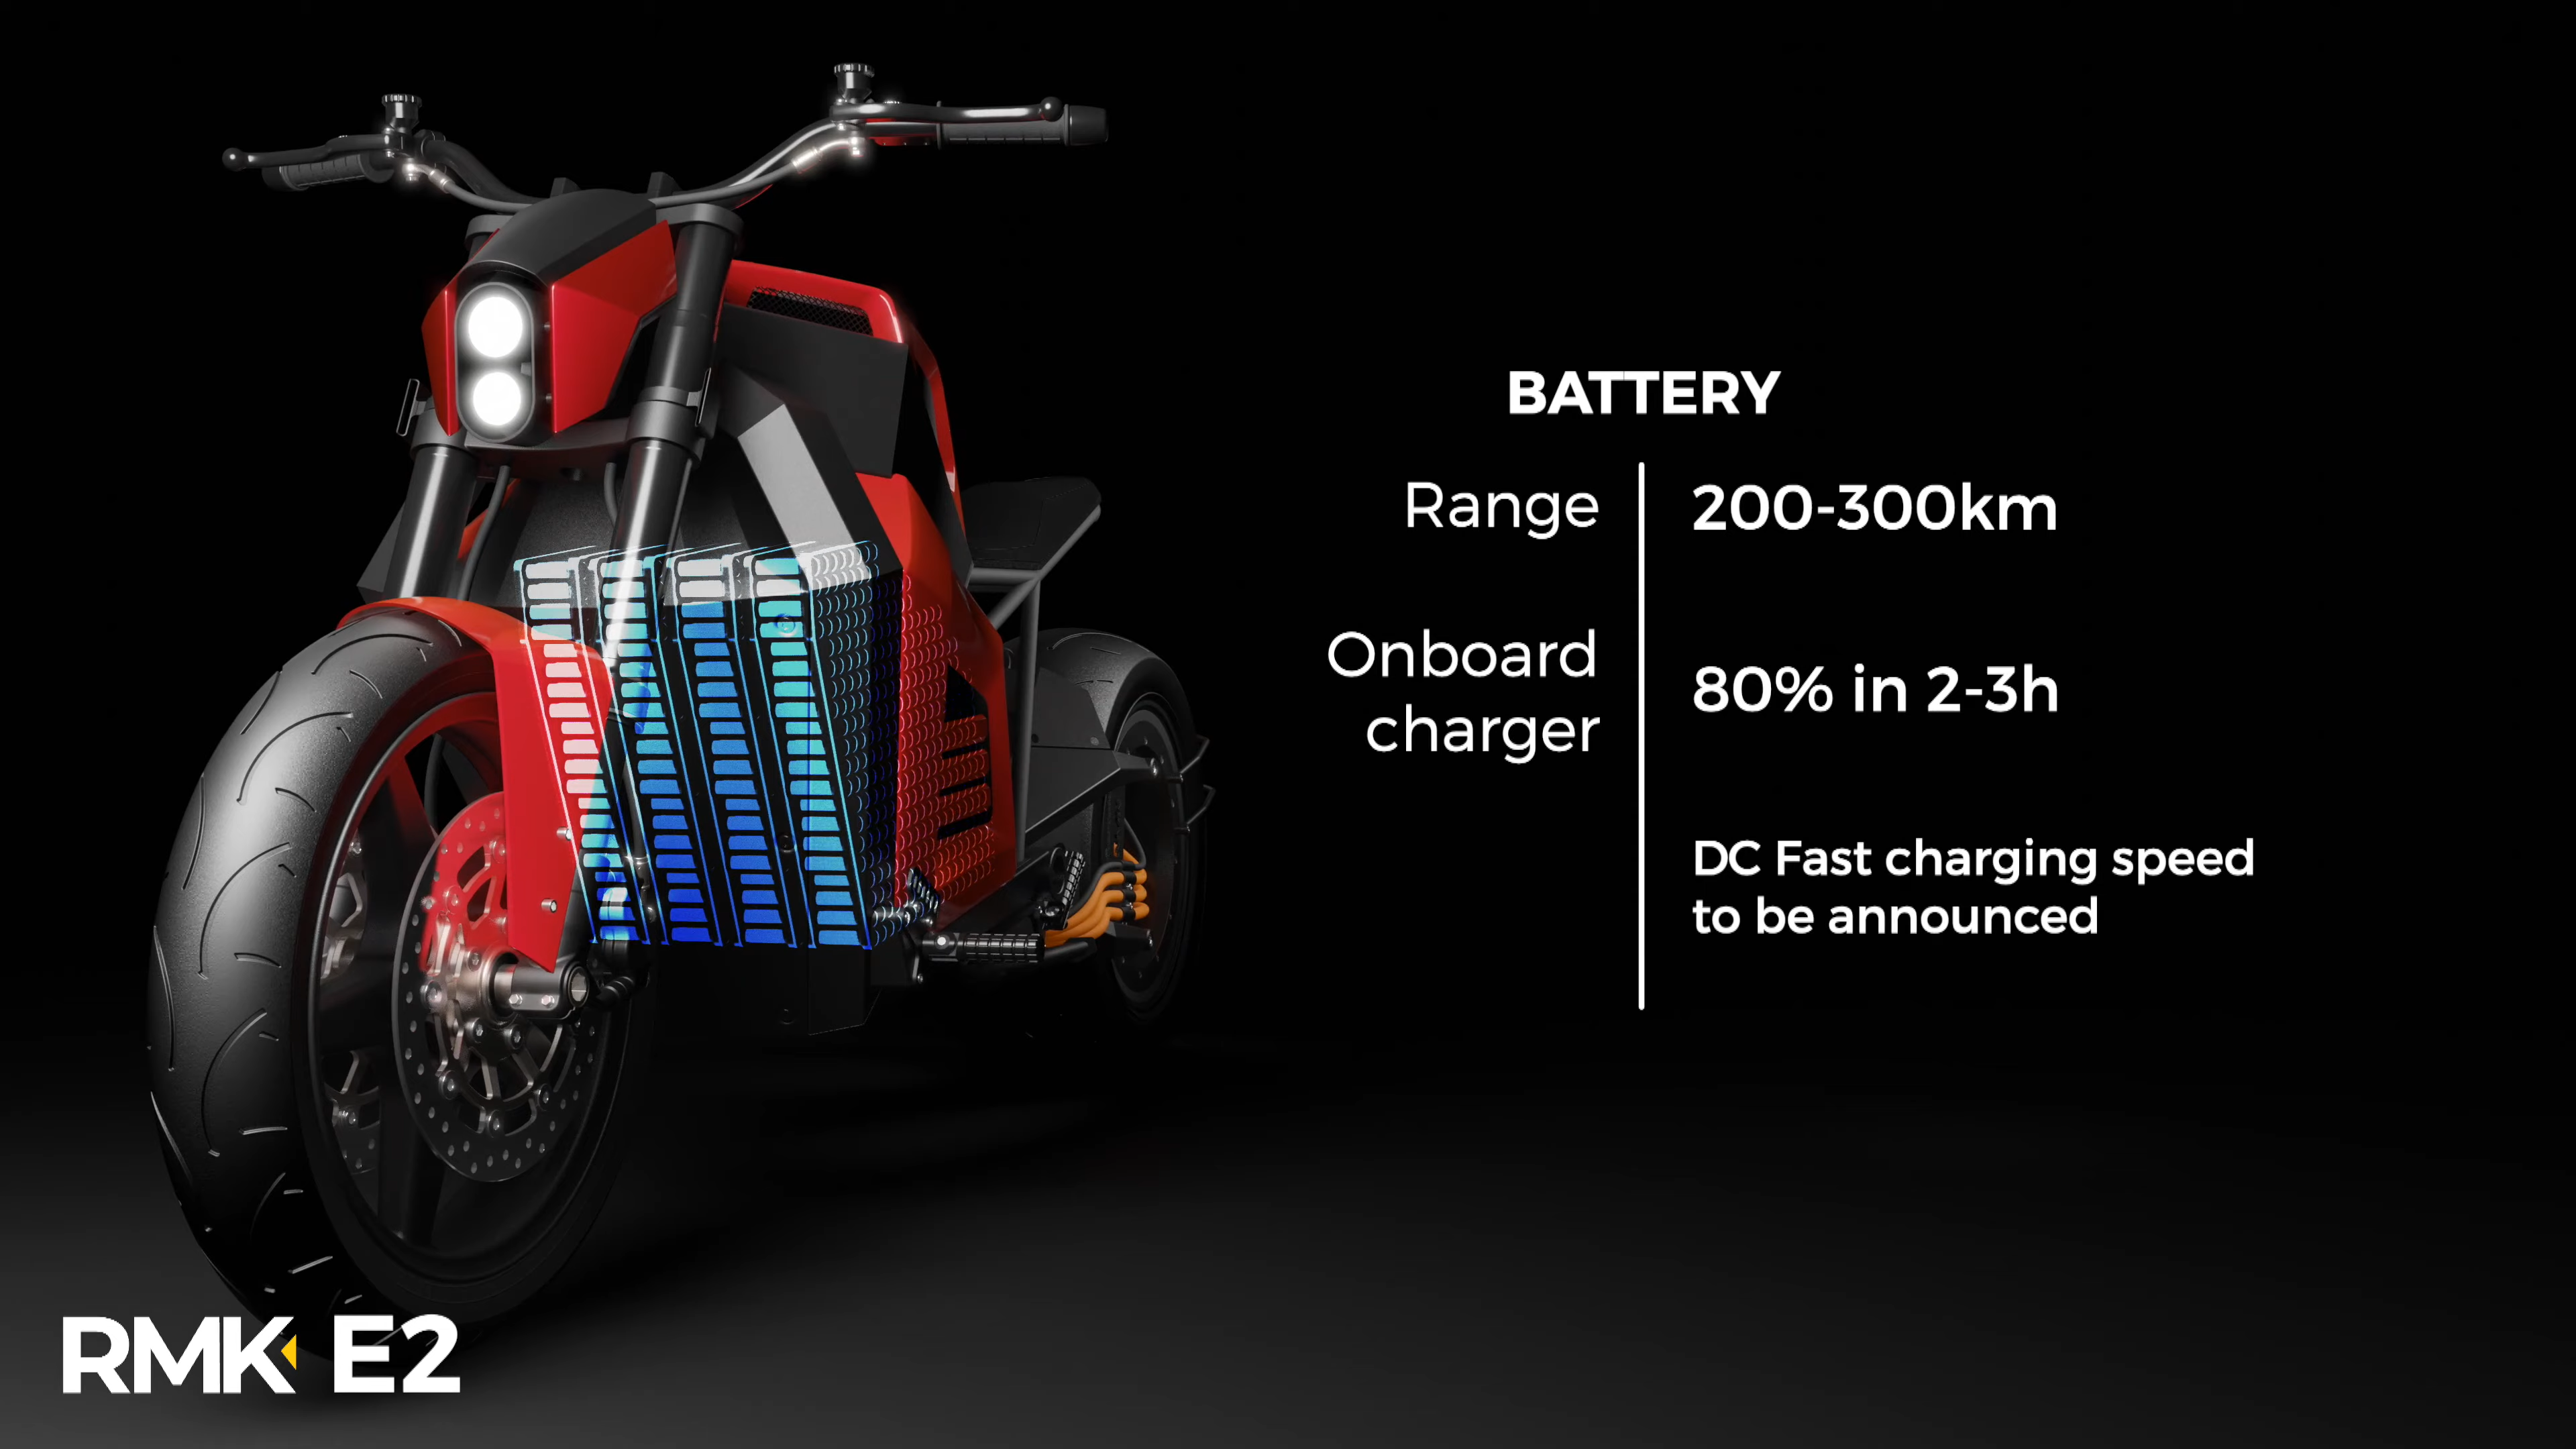 BATTERY
Range
200-300km
Onboard
charger
80% in 2-3h
DC Fast charging speed
to be announced
RMK E2